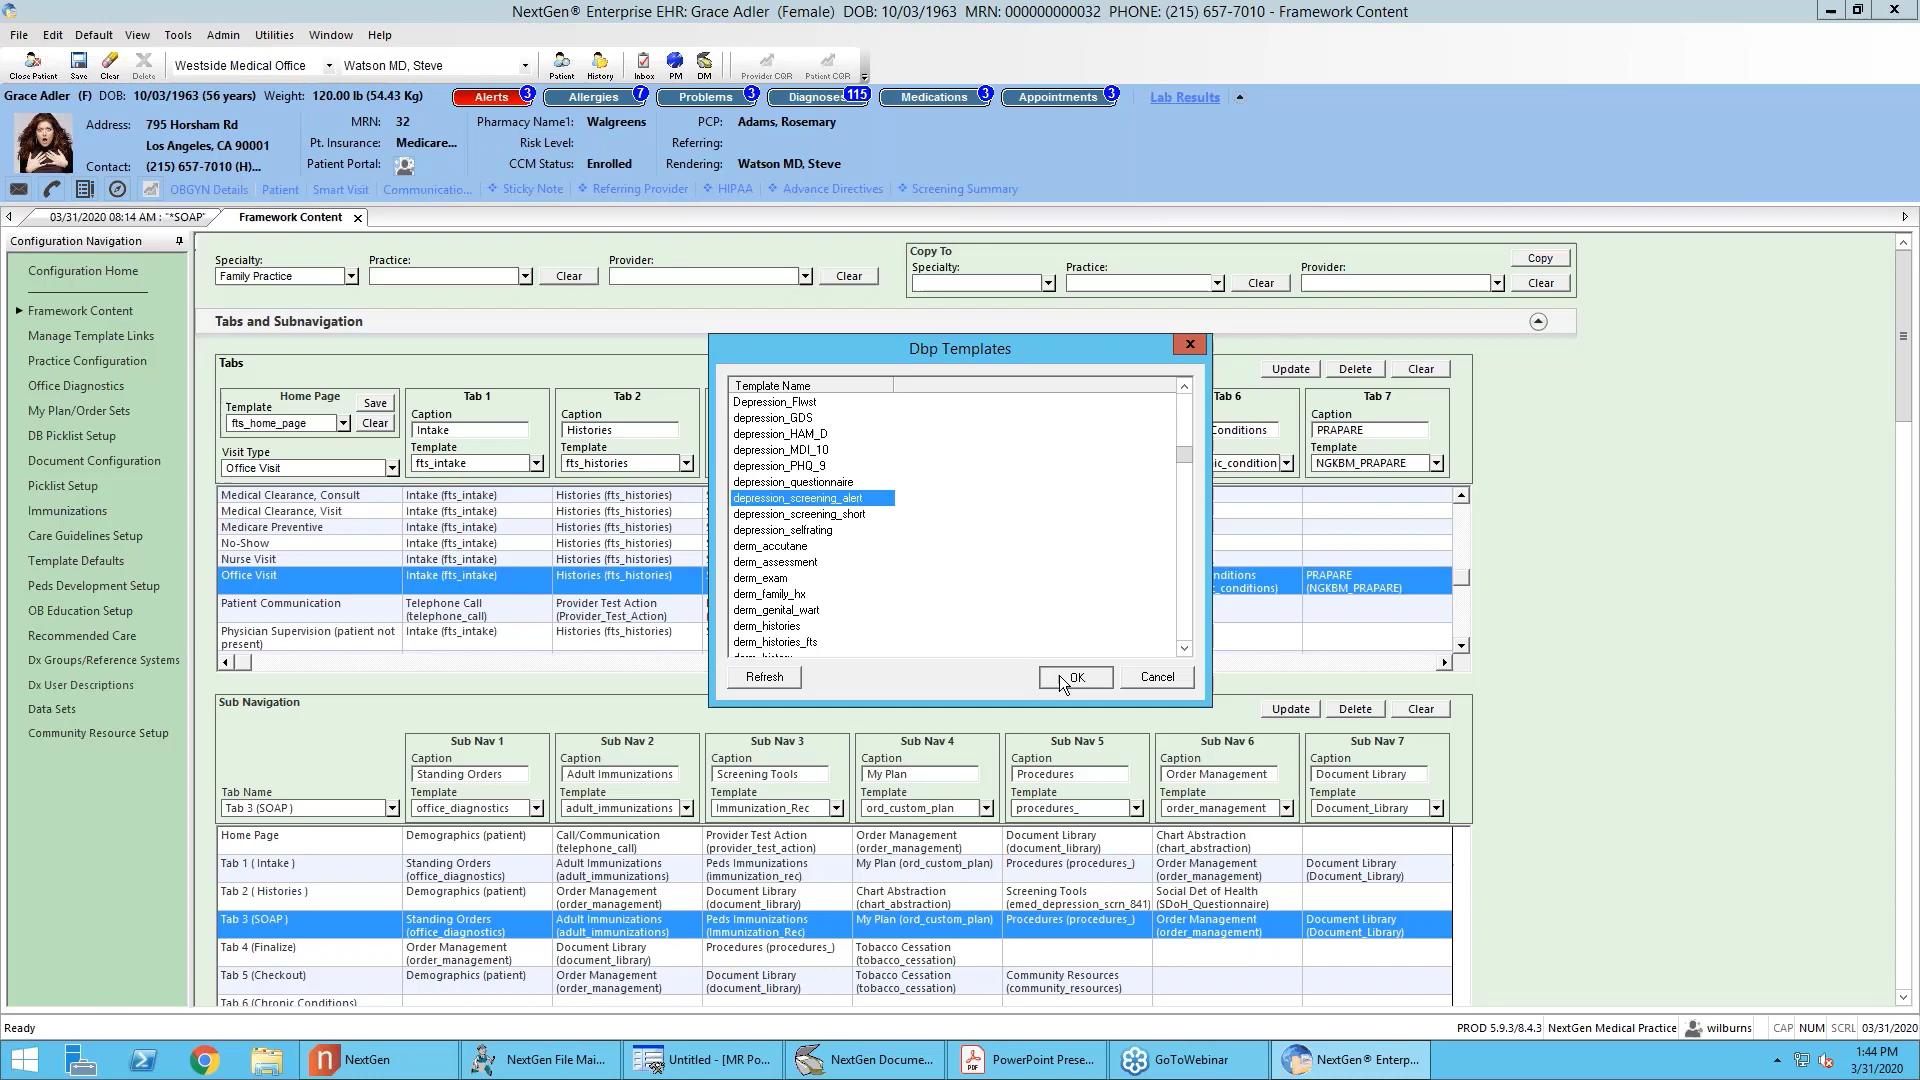 NextGen® Enterprise EHR: Grace Adler (Female) DOB: 10/03/1963 MRN: 000000000032 PHONE: (215) 657-7010 - Framework Content
File Edit Default View Tools Admin Utilities Window Help
Westside Medical Office Watson MD, Steve
Close Patient Save Clear Delete Patient History Inbox PM DM Provider CQR Patient CQR
Grace Adler (F) DOB: 10/03/1963 (56 years) Weight: 120.00 lb (54.43 Kg) Alerts 3 Allergies 7 Problems 3 Diagnoses 115 Medications 3 Appointments 3 Lab Results
Address: 795 Horsham Rd MRN: 32 Pharmacy Name1: Walgreens PCP: Adams, Rosemary
Los Angeles, CA 90001 Pt. Insurance: Medicare... Risk Level: Referring:
Contact: (215) 657-7010 (H)... Patient Portal: CCM Status: Enrolled Rendering: Watson MD, Steve
OBGYN Details Patient Smart Visit Communicatio... Sticky Note Referring Provider HIPAA Advance Directives Screening Summary
03/31/2020 08:14 AM : "*SOAP" Framework Content
Configuration Navigation
Configuration Home
Framework Content
Manage Template Links
Practice Configuration
Office Diagnostics
My Plan/Order Sets
DB Picklist Setup
Document Configuration
Picklist Setup
Immunizations
Care Guidelines Setup
Template Defaults
Peds Development Setup
OB Education Setup
Recommended Care
Dx Groups/Reference Systems
Dx User Descriptions
Data Sets
Community Resource Setup
Specialty: Practice: Provider:
Family Practice Clear Clear
Copy To
Specialty: Practice: Provider: Copy
Clear Clear
Tabs and Subnavigation
Tabs Update Delete Clear
Home Page Tab 1 Tab 2 Tab 6 Tab 7
Template Save Caption Caption Caption
fts_home_page Clear Intake Histories Conditions PRAPARE
Visit Type Template Template Template
Office Visit fts_intake fts_histories ic_condition NGKBM_PRAPARE
Medical Clearance, Consult Intake (fts_intake) Histories (fts_histories)
Medical Clearance, Visit Intake (fts_intake) Histories (fts_histories)
Medicare Preventive Intake (fts_intake) Histories (fts_histories)
No-Show Intake (fts_intake) Histories (fts_histories)
Nurse Visit Intake (fts_intake) Histories (fts_histories)
Office Visit Intake (fts_intake) Histories (fts_histories) nditions PRAPARE
c_conditions) (NGKBM_PRAPARE)
Patient Communication Telephone Call Provider Test Action
(telephone_call) (Provider_Test_Action)
Physician Supervision (patient not Intake (fts_intake) Histories (fts_histories)
present)
Dbp Templates
Template Name
Depression_Flwst
depression_GDS
depression_HAM_D
depression_MDI_10
depression_PHQ_9
depression_questionnaire
depression_screening_alert
depression_screening_short
depression_selfrating
derm_accutane
derm_assessment
derm_exam
derm_family_hx
derm_genital_wart
derm_histories
derm_histories_fts
Refresh OK Cancel
Sub Navigation Update Delete Clear
Sub Nav 1 Sub Nav 2 Sub Nav 3 Sub Nav 4 Sub Nav 5 Sub Nav 6 Sub Nav 7
Caption Caption Caption Caption Caption Caption Caption
Standing Orders Adult Immunizations Screening Tools My Plan Procedures Order Management Document Library
Tab Name Template Template Template Template Template Template Template
Tab 3 (SOAP ) office_diagnostics adult_immunizations Immunization_Rec ord_custom_plan procedures_ order_management Document_Library
Home Page Demographics (patient) Call/Communication Provider Test Action Order Management Document Library Chart Abstraction
(telephone_call) (provider_test_action) (order_management) (document_library) (chart_abstraction)
Tab 1 ( Intake ) Standing Orders Adult Immunizations Peds Immunizations My Plan (ord_custom_plan) Procedures (procedures_) Order Management Document Library
(office_diagnostics) (adult_immunizations) (immunization_rec) (order_management) (Document_Library)
Tab 2 ( Histories ) Demographics (patient) Order Management Document Library Chart Abstraction Screening Tools Social Det of Health
(order_management) (document_library) (chart_abstraction) (emed_depression_scrn_841) (SDoH_Questionnaire)
Tab 3 (SOAP ) Standing Orders Adult Immunizations Peds Immunizations My Plan (ord_custom_plan) Procedures (procedures_) Order Management Document Library
(office_diagnostics) (adult_immunizations) (Immunization_Rec) (order_management) (Document_Library)
Tab 4 (Finalize) Order Management Document Library Procedures (procedures_) Tobacco Cessation
(order_management) (document_library) (tobacco_cessation)
Tab 5 (Checkout) Demographics (patient) Order Management Document Library Tobacco Cessation Community Resources
(order_management) (document_library) (tobacco_cessation) (community_resources)
Tab 6 (Chronic Conditions)
Ready PROD 5.9.3/8.4.3 NextGen Medical Practice wilburns CAP NUM SCRL 03/31/2020
NextGen NextGen File Mai... Untitled - [MR Po... NextGen Docume... PowerPoint Prese... GoToWebinar NextGen® Enterp... 1:44 PM
3/31/2020